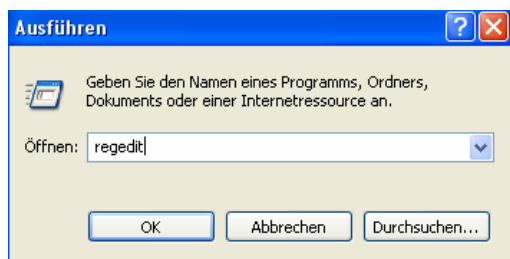 Ausführen
Geben Sie den Namen eines Programms, Ordners,
Dokuments oder einer Internetressource an.
Öffnen: regedit
OK Abbrechen Durchsuchen...